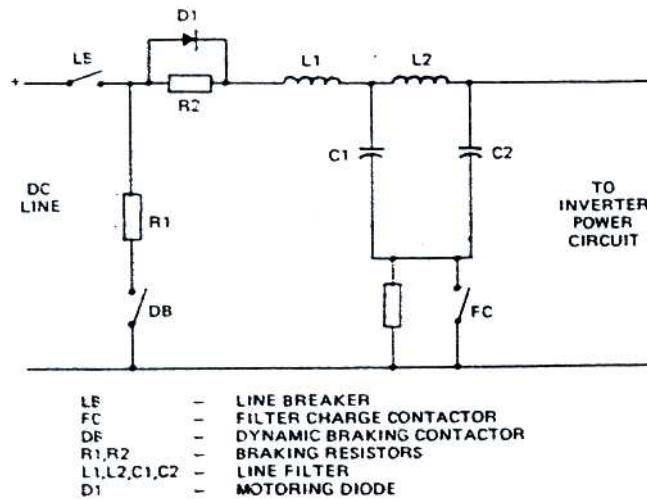 D1
LB
+
R2
L1
L2
C1
C2
DC
LINE
R1
DB
FC
TO
INVERTER
POWER
CIRCUIT
LB – LINE BREAKER
FC – FILTER CHARGE CONTACTOR
DB – DYNAMIC BRAKING CONTACTOR
R1,R2 – BRAKING RESISTORS
L1,L2,C1,C2 – LINE FILTER
D1 – MOTORING DIODE